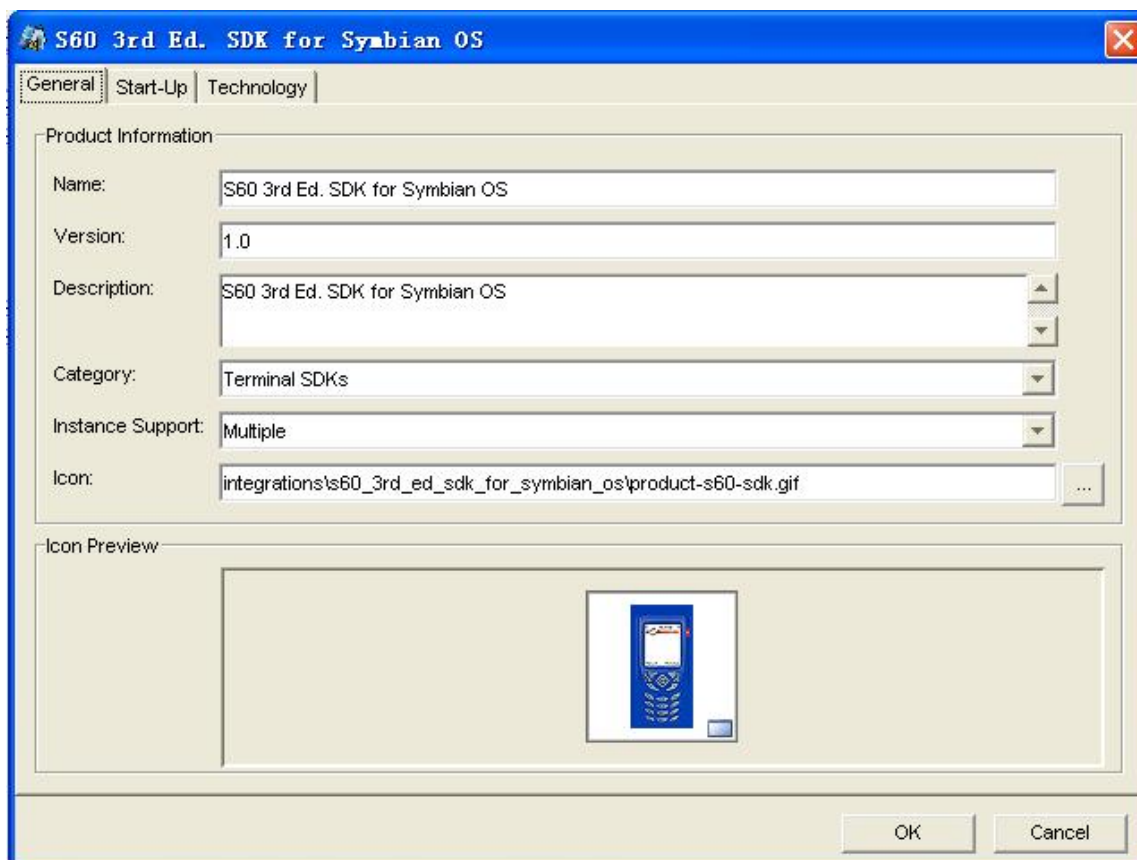 S60 3rd Ed. SDK for Symbian OS
General Start-Up Technology
Product Information
Name: S60 3rd Ed. SDK for Symbian OS
Version: 1.0
Description: S60 3rd Ed. SDK for Symbian OS
Category: Terminal SDKs
Instance Support: Multiple
Icon: integrations\s60_3rd_ed_sdk_for_symbian_os\product-s60-sdk.gif ...
Icon Preview
OK Cancel